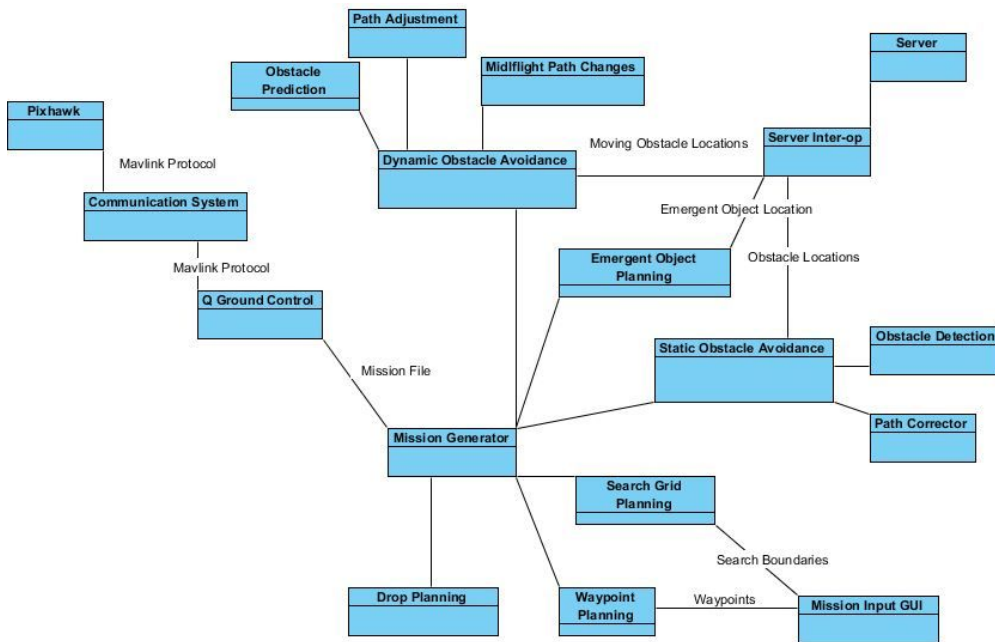 Path Adjustment
Server
Obstacle
Prediction
Midlflight Path Changes
Pixhawk
Server Inter-op
Moving Obstacle Locations
Mavlink Protocol
Dynamic Obstacle Avoidance
Communication System
Emergent Object Location
Emergent Object
Planning
Obstacle Locations
Mavlink Protocol
Q Ground Control
Obstacle Detection
Static Obstacle Avoidance
Mission File
Path Corrector
Mission Generator
Search Grid
Planning
Search Boundaries
Drop Planning
Waypoint
Planning
Waypoints
Mission Input GUI